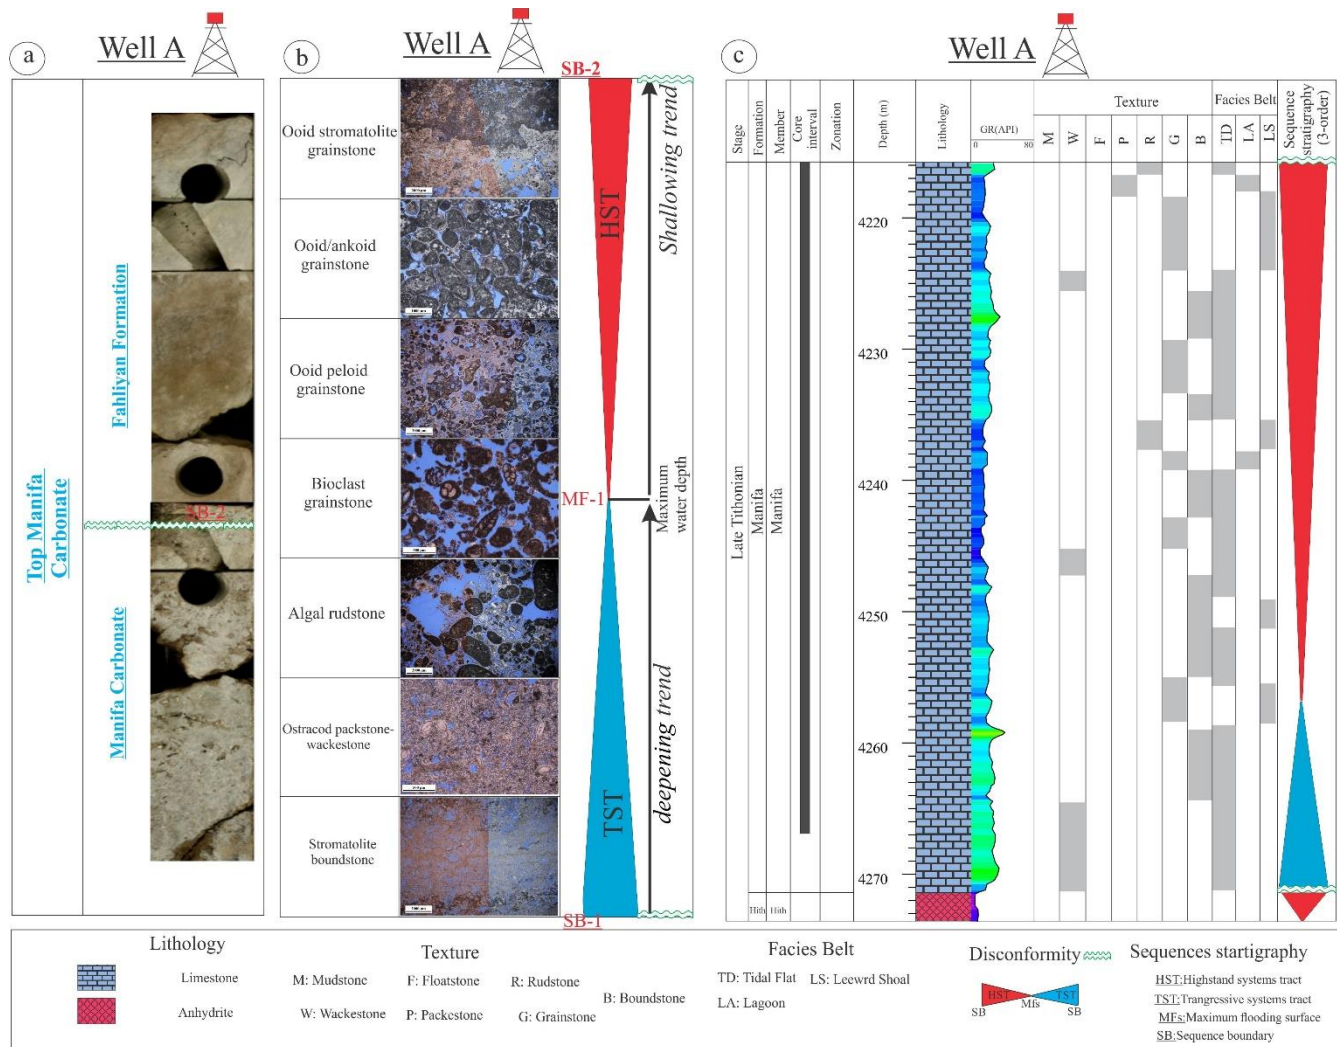 a
Well A
Top Manifa
Carbonate
Fahliyan Formation
SB-2
Manifa Carbonate
b
Well A
SB-2
Ooid stromatolite
grainstone
Ooid/ankoid
grainstone
Ooid peloid
grainstone
Bioclast
grainstone
Algal rudstone
Ostracod packstone-
wackestone
Stromatolite
boundstone
HST
MF-1
TST
SB-1
Shallowing trend
Maximum
water depth
deepening trend
c
Well A
Stage
Formation
Member
Core
interval
Zonation
Depth (m)
Lithology
GR(API)
0 80
Texture
M W F P R G B
Facies Belt
TD LA LS
Sequence
stratigraphy
(3-order)
Late Tithonian
Manifa
Manifa
Hith Hith
4220
4230
4240
4250
4260
4270
Lithology
Limestone
Anhydrite
Texture
M: Mudstone
F: Floatstone
R: Rudstone
B: Boundstone
W: Wackestone
P: Packestone
G: Grainstone
Facies Belt
TD: Tidal Flat
LS: Leewrd Shoal
LA: Lagoon
Disconformity
HST
TST
SB
Mfs
SB
Sequences startigraphy
HST:Highstand systems tract
TST:Trangressive systems tract
MFs:Maximum flooding surface
SB:Sequence boundary